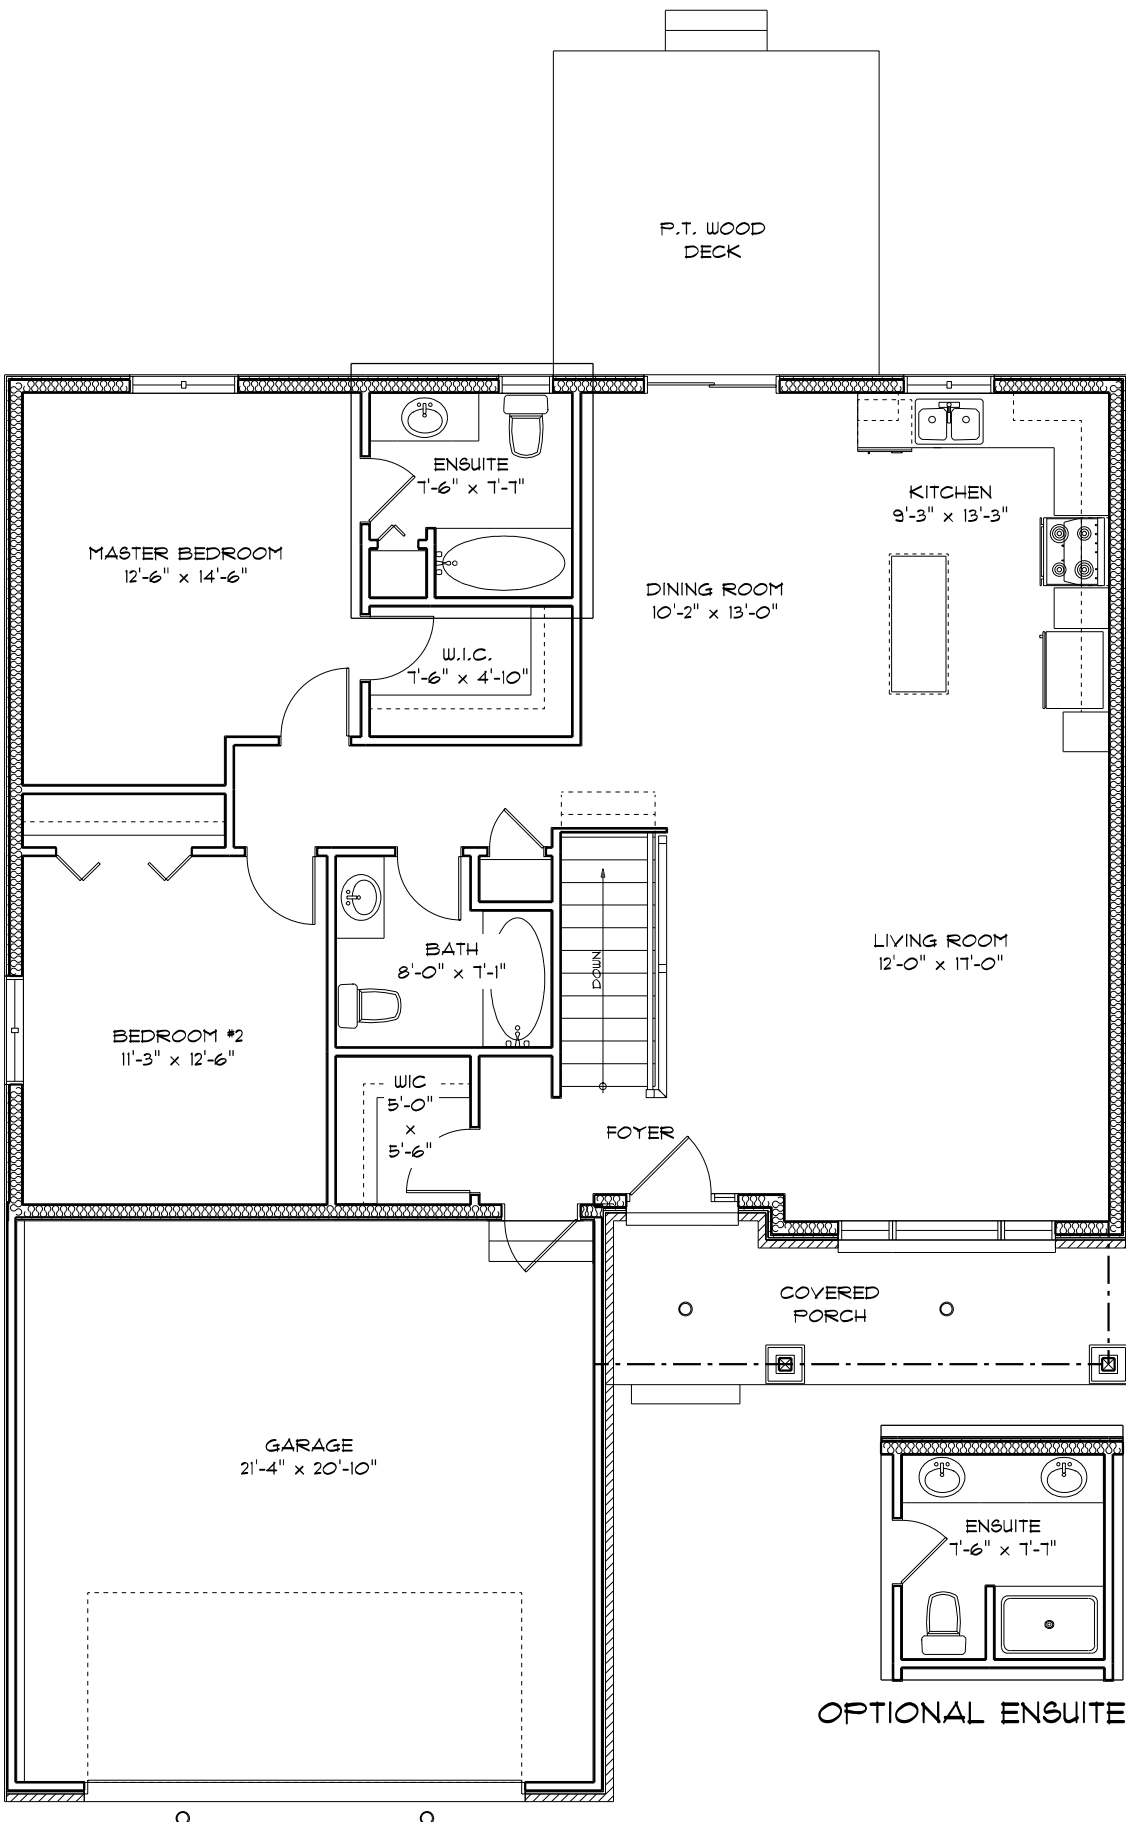 P.T. WOOD
DECK
ENSUITE
7'-6" x 7'-7"
KITCHEN
9'-3" x 13'-3"
MASTER BEDROOM
12'-6" x 14'-6"
DINING ROOM
10'-2" x 13'-0"
W.I.C.
7'-6" x 4'-10"
LIVING ROOM
12'-0" x 17'-0"
BATH
8'-0" x 7'-1"
DOWN
BEDROOM #2
11'-3" x 12'-6"
WIC
5'-0"
x
5'-6"
FOYER
COVERED
PORCH
GARAGE
21'-4" x 20'-10"
ENSUITE
7'-6" x 7'-7"
OPTIONAL ENSUITE